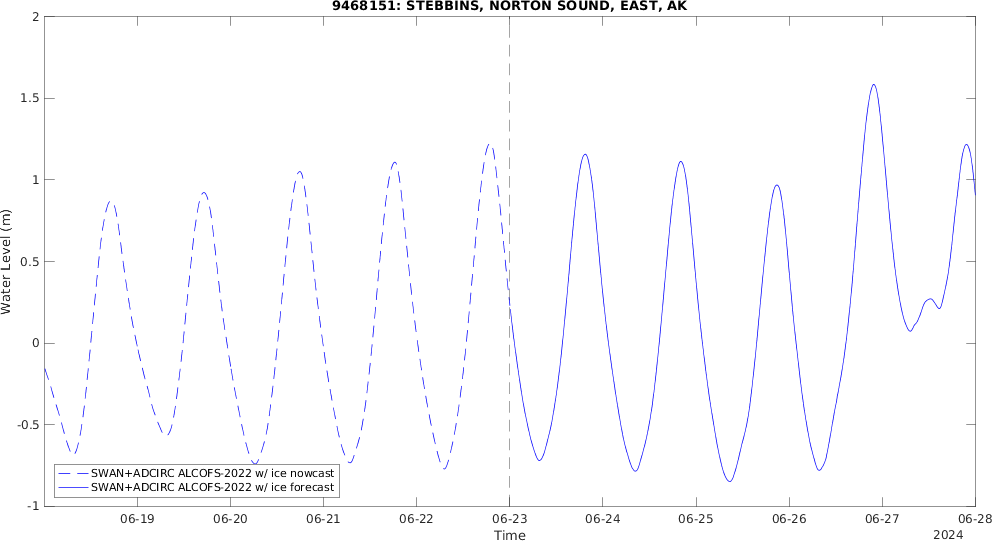 9468151: STEBBINS, NORTON SOUND, EAST, AK
Water Level (m)
2
1.5
1
0.5
0
-0.5
-1
SWAN+ADCIRC ALCOFS-2022 w/ ice nowcast
SWAN+ADCIRC ALCOFS-2022 w/ ice forecast
06-19 06-20 06-21 06-22 06-23 06-24 06-25 06-26 06-27 06-28
Time
2024